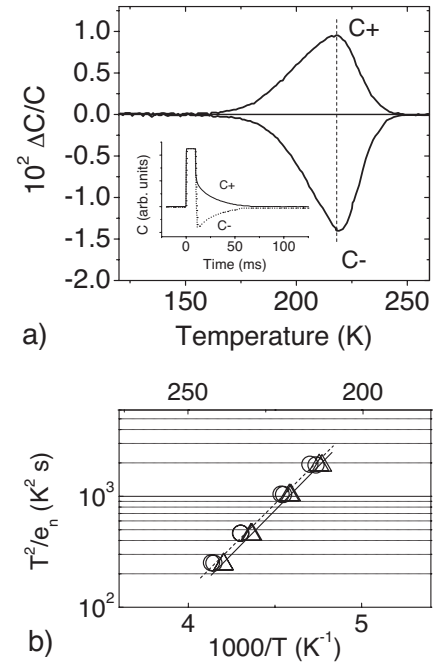 1.0
0.5
0.0
-0.5
-1.0
-1.5
2.0
10² ΔC/C
C+
C-
C (arb. units)
C+
C-
0 50 100
Time (ms)
150 200 250
Temperature (K)
a)
250 200
10³
10²
T²/eₙ (K² s)
4 5
1000/T (K⁻¹)
b)